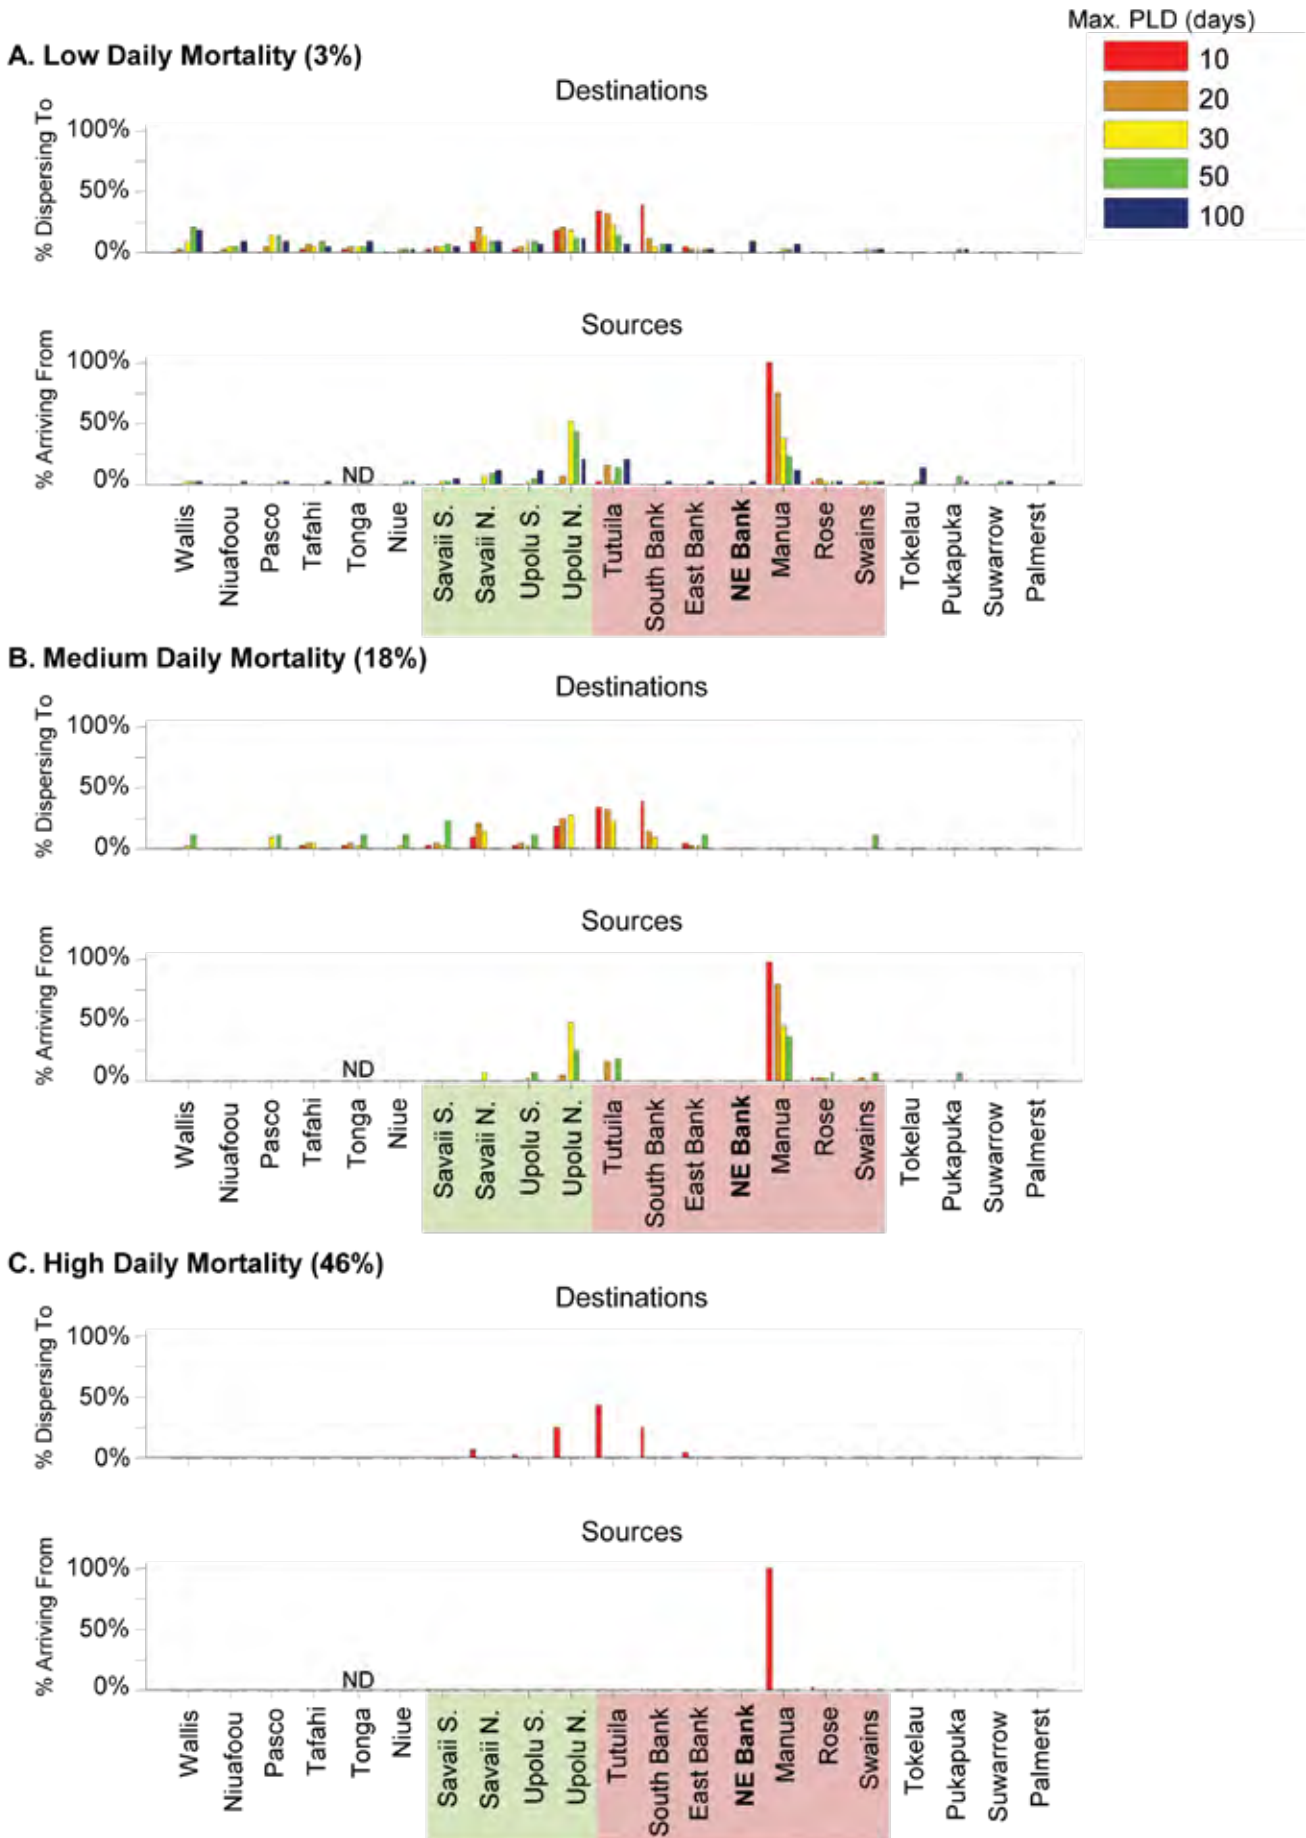 Max. PLD (days)
10
20
30
50
100
A. Low Daily Mortality (3%)
Destinations
% Dispersing To
100%
50%
0%
Sources
% Arriving From
100%
50%
0%
ND
Wallis
Niuafoou
Pasco
Tafahi
Tonga
Niue
Savaii S.
Savaii N.
Upolu S.
Upolu N.
Tutuila
South Bank
East Bank
NE Bank
Manua
Rose
Swains
Tokelau
Pukapuka
Suwarrow
Palmerst
B. Medium Daily Mortality (18%)
Destinations
% Dispersing To
100%
50%
0%
Sources
% Arriving From
100%
50%
0%
ND
Wallis
Niuafoou
Pasco
Tafahi
Tonga
Niue
Savaii S.
Savaii N.
Upolu S.
Upolu N.
Tutuila
South Bank
East Bank
NE Bank
Manua
Rose
Swains
Tokelau
Pukapuka
Suwarrow
Palmerst
C. High Daily Mortality (46%)
Destinations
% Dispersing To
100%
50%
0%
Sources
% Arriving From
100%
50%
0%
ND
Wallis
Niuafoou
Pasco
Tafahi
Tonga
Niue
Savaii S.
Savaii N.
Upolu S.
Upolu N.
Tutuila
South Bank
East Bank
NE Bank
Manua
Rose
Swains
Tokelau
Pukapuka
Suwarrow
Palmerst